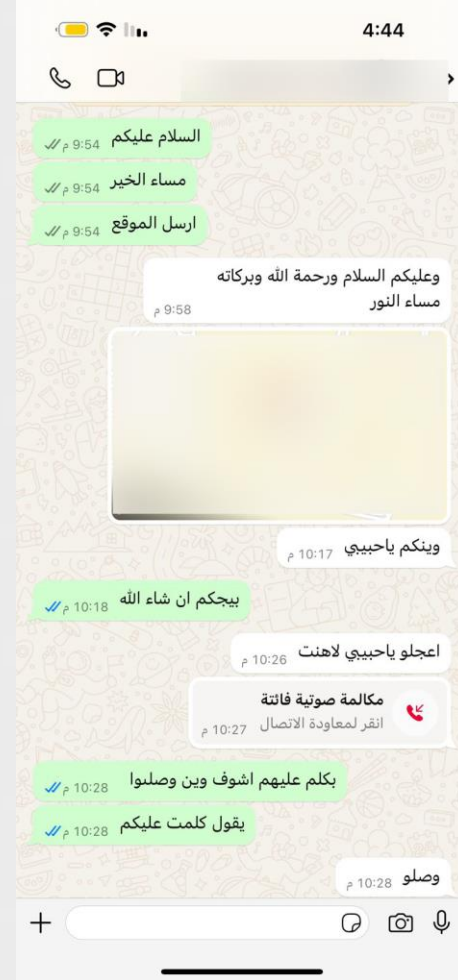 4:44
السلام عليكم 9:54 م
مساء الخير 9:54 م
ارسل الموقع 9:54 م
وعليكم السلام ورحمة الله وبركاته
مساء النور
9:58 م
وينكم ياحبيبي 10:17 م
بيجكم ان شاء الله 10:18 م
اعجلو ياحبيبي لاهنت 10:26 م
مكالمة صوتية فائتة
انقر لمعاودة الاتصال 10:27 م
بكلم عليهم اشوف وين وصلىوا 10:28 م
يقول كلمت عليكم 10:28 م
وصلو 10:28 م